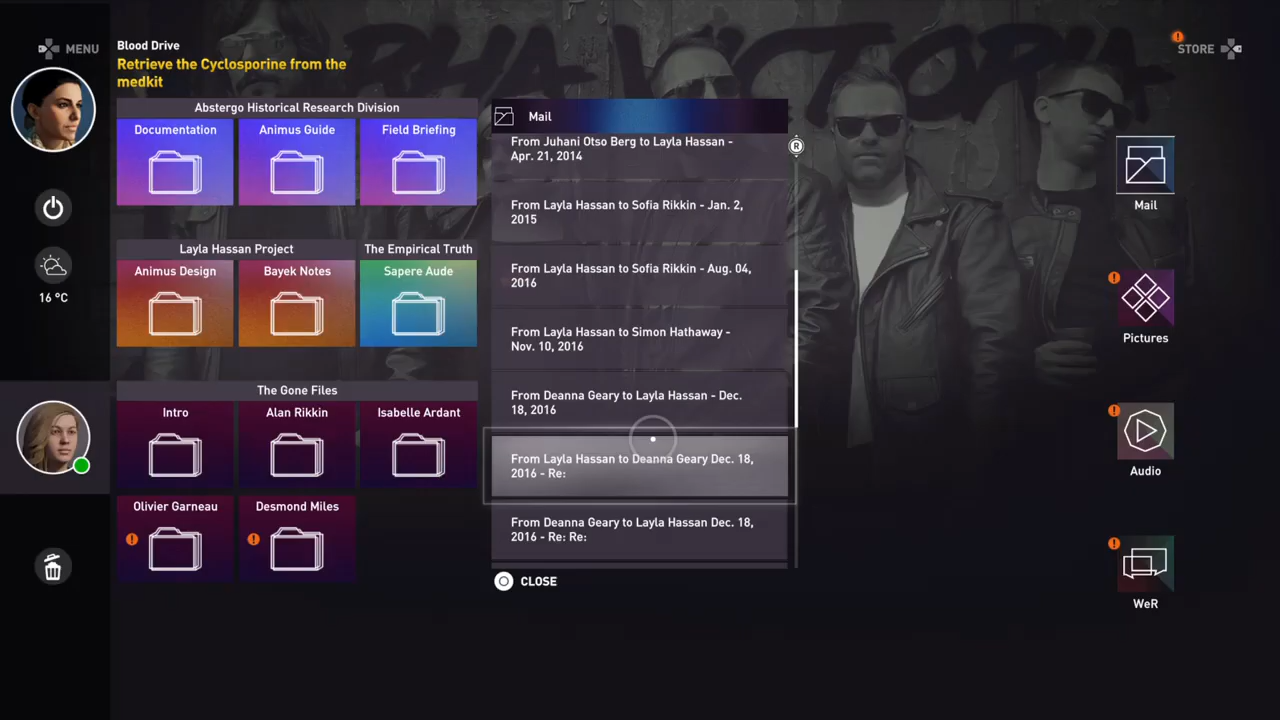 MENU
Blood Drive
Retrieve the Cyclosporine from the
medkit
STORE
Abstergo Historical Research Division
Documentation
Animus Guide
Field Briefing
Layla Hassan Project
The Empirical Truth
Animus Design
Bayek Notes
Sapere Aude
16 °C
The Gone Files
Intro
Alan Rikkin
Isabelle Ardant
Olivier Garneau
Desmond Miles
Mail
From Juhani Otso Berg to Layla Hassan -
Apr. 21, 2014
From Layla Hassan to Sofia Rikkin - Jan. 2,
2015
From Layla Hassan to Sofia Rikkin - Aug. 04,
2016
From Layla Hassan to Simon Hathaway -
Nov. 10, 2016
From Deanna Geary to Layla Hassan - Dec.
18, 2016
From Layla Hassan to Deanna Geary Dec. 18,
2016 - Re:
From Deanna Geary to Layla Hassan Dec. 18,
2016 - Re: Re:
R
CLOSE
Mail
Pictures
Audio
WeR